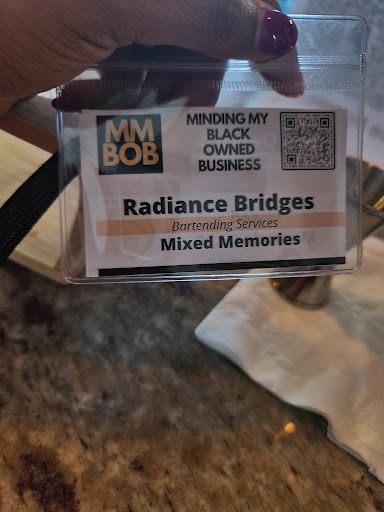 MM
BOB
MINDING MY
BLACK
OWNED
BUSINESS
Radiance Bridges
Bartending Services
Mixed Memories